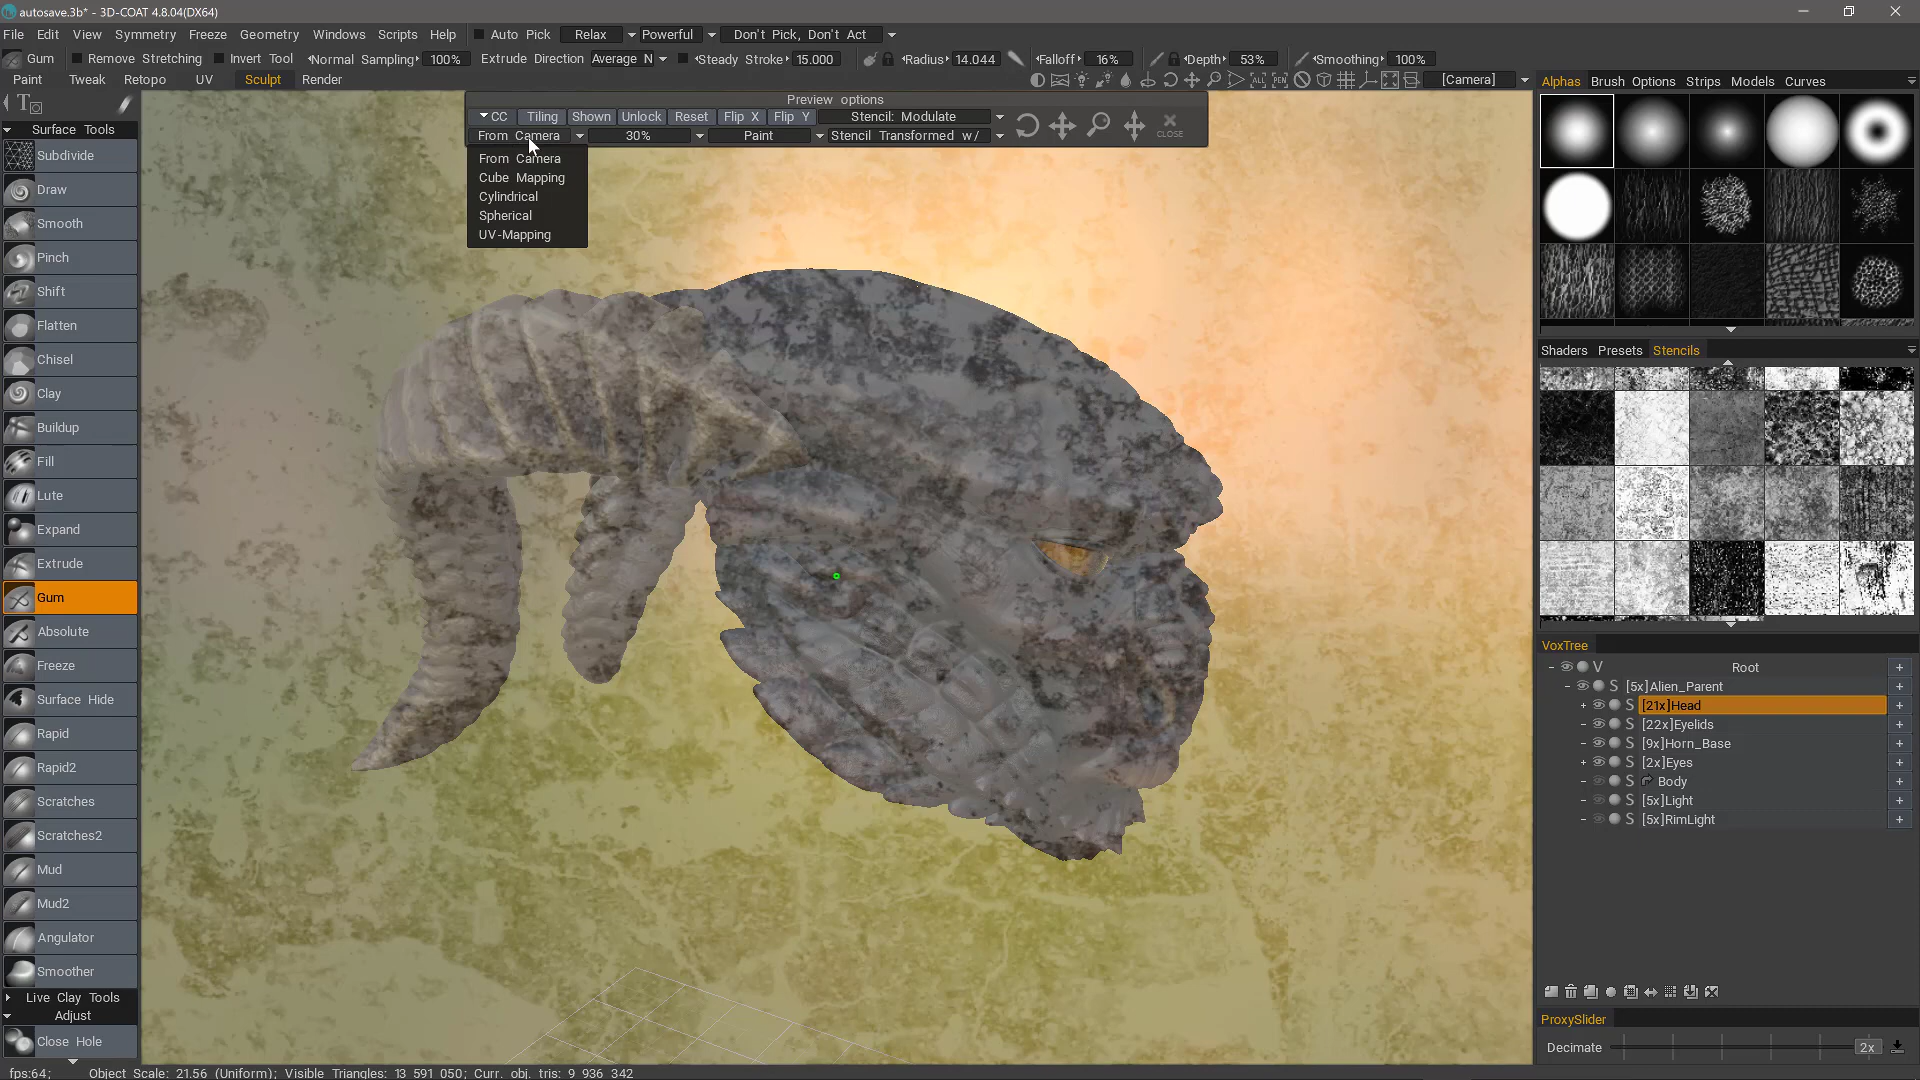 autosave.3b* - 3D-COAT 4.8.04(DX64)
File Edit View Symmetry Freeze Geometry Windows Scripts Help Auto Pick Relax Powerful Don't Pick, Don't Act
Gum Remove Stretching Invert Tool Normal Sampling 100% Extrude Direction Average N Steady Stroke 15.000 Radius 14.044 Falloff 16% Depth 53% Smoothing 100%
Paint Tweak Retopo UV Sculpt Render [Camera]
Alphas Brush Options Strips Models Curves
Preview options
CC Tiling Shown Unlock Reset Flip X Flip Y Stencil: Modulate
From Camera 30% Paint Stencil Transformed w/ CLOSE
From Camera
Cube Mapping
Cylindrical
Spherical
UV-Mapping
Surface Tools
Subdivide
Draw
Smooth
Pinch
Shift
Flatten
Chisel
Clay
Buildup
Fill
Lute
Expand
Extrude
Gum
Absolute
Freeze
Surface Hide
Rapid
Rapid2
Scratches
Scratches2
Mud
Mud2
Angulator
Smoother
Live Clay Tools
Adjust
Close Hole
Shaders Presets Stencils
VoxTree
V Root +
S [5x]Alien_Parent +
+ S [21x]Head +
S [22x]Eyelids +
S [9x]Horn_Base +
+ S [2x]Eyes +
S Body +
S [5x]Light +
S [5x]RimLight +
ProxySlider
Decimate 2x
fps:64; Object Scale: 21.56 (Uniform); Visible Triangles: 13 591 050; Curr. obj. tris: 9 936 342